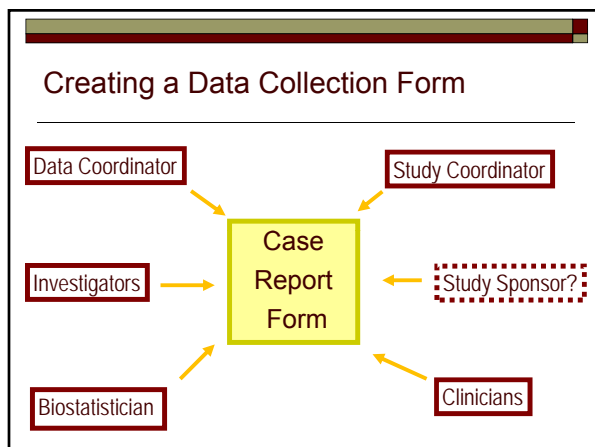 Creating a Data Collection Form
Data Coordinator
Study Coordinator
Case
Report
Form
Investigators
Study Sponsor?
Biostatistician
Clinicians